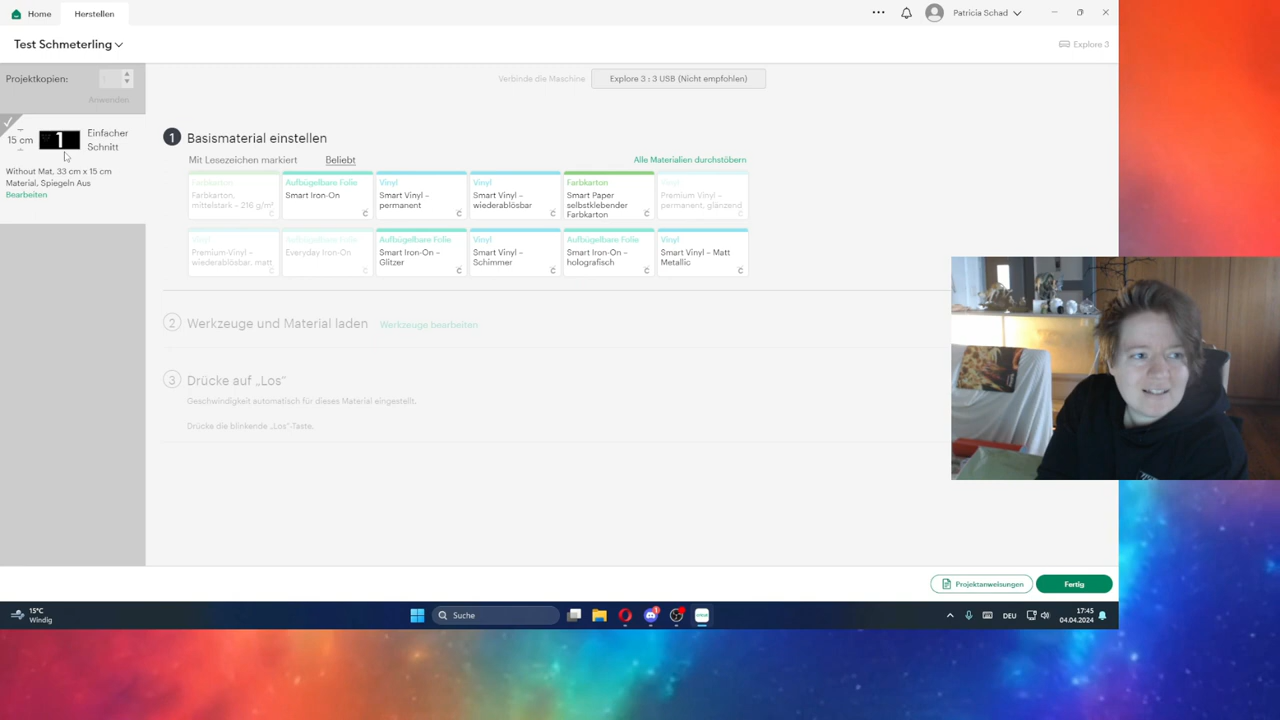 Home
Herstellen
Patricia Schad
Test Schmeterling
Explore 3
Projektkopien:
Anwenden
Verbinde die Maschine
Explore 3 : 3 USB (Nicht empfohlen)
15 cm
1
Einfacher
Schnitt
Without Mat, 33 cm x 15 cm
Material, Spiegeln Aus
Bearbeiten
1 Basismaterial einstellen
Mit Lesezeichen markiert
Beliebt
Alle Materialien durchstöbern
Farbkarton
Farbkarton,
mittelstark – 216 g/m²
Aufbügelbare Folie
Smart Iron-On
Vinyl
Smart Vinyl –
permanent
Vinyl
Smart Vinyl –
wiederablösbar
Farbkarton
Smart Paper
selbstklebender
Farbkarton
Vinyl
Premium Vinyl –
permanent, glänzend
Vinyl
Premium-Vinyl –
wiederablösb. matt
Aufbügelbare Folie
Everyday Iron-On
Aufbügelbare Folie
Smart Iron-On –
Glitzer
Vinyl
Smart Vinyl –
Schimmer
Aufbügelbare Folie
Smart Iron-On –
holografisch
Vinyl
Smart Vinyl – Matt
Metallic
2 Werkzeuge und Material laden
Werkzeuge bearbeiten
3 Drücke auf „Los“
Geschwindigkeit automatisch für dieses Material eingestellt.
Drücke die blinkende „Los“-Taste.
Projektanweisungen
Fertig
15°C
Windig
Suche
DEU
17:45
04.04.2024